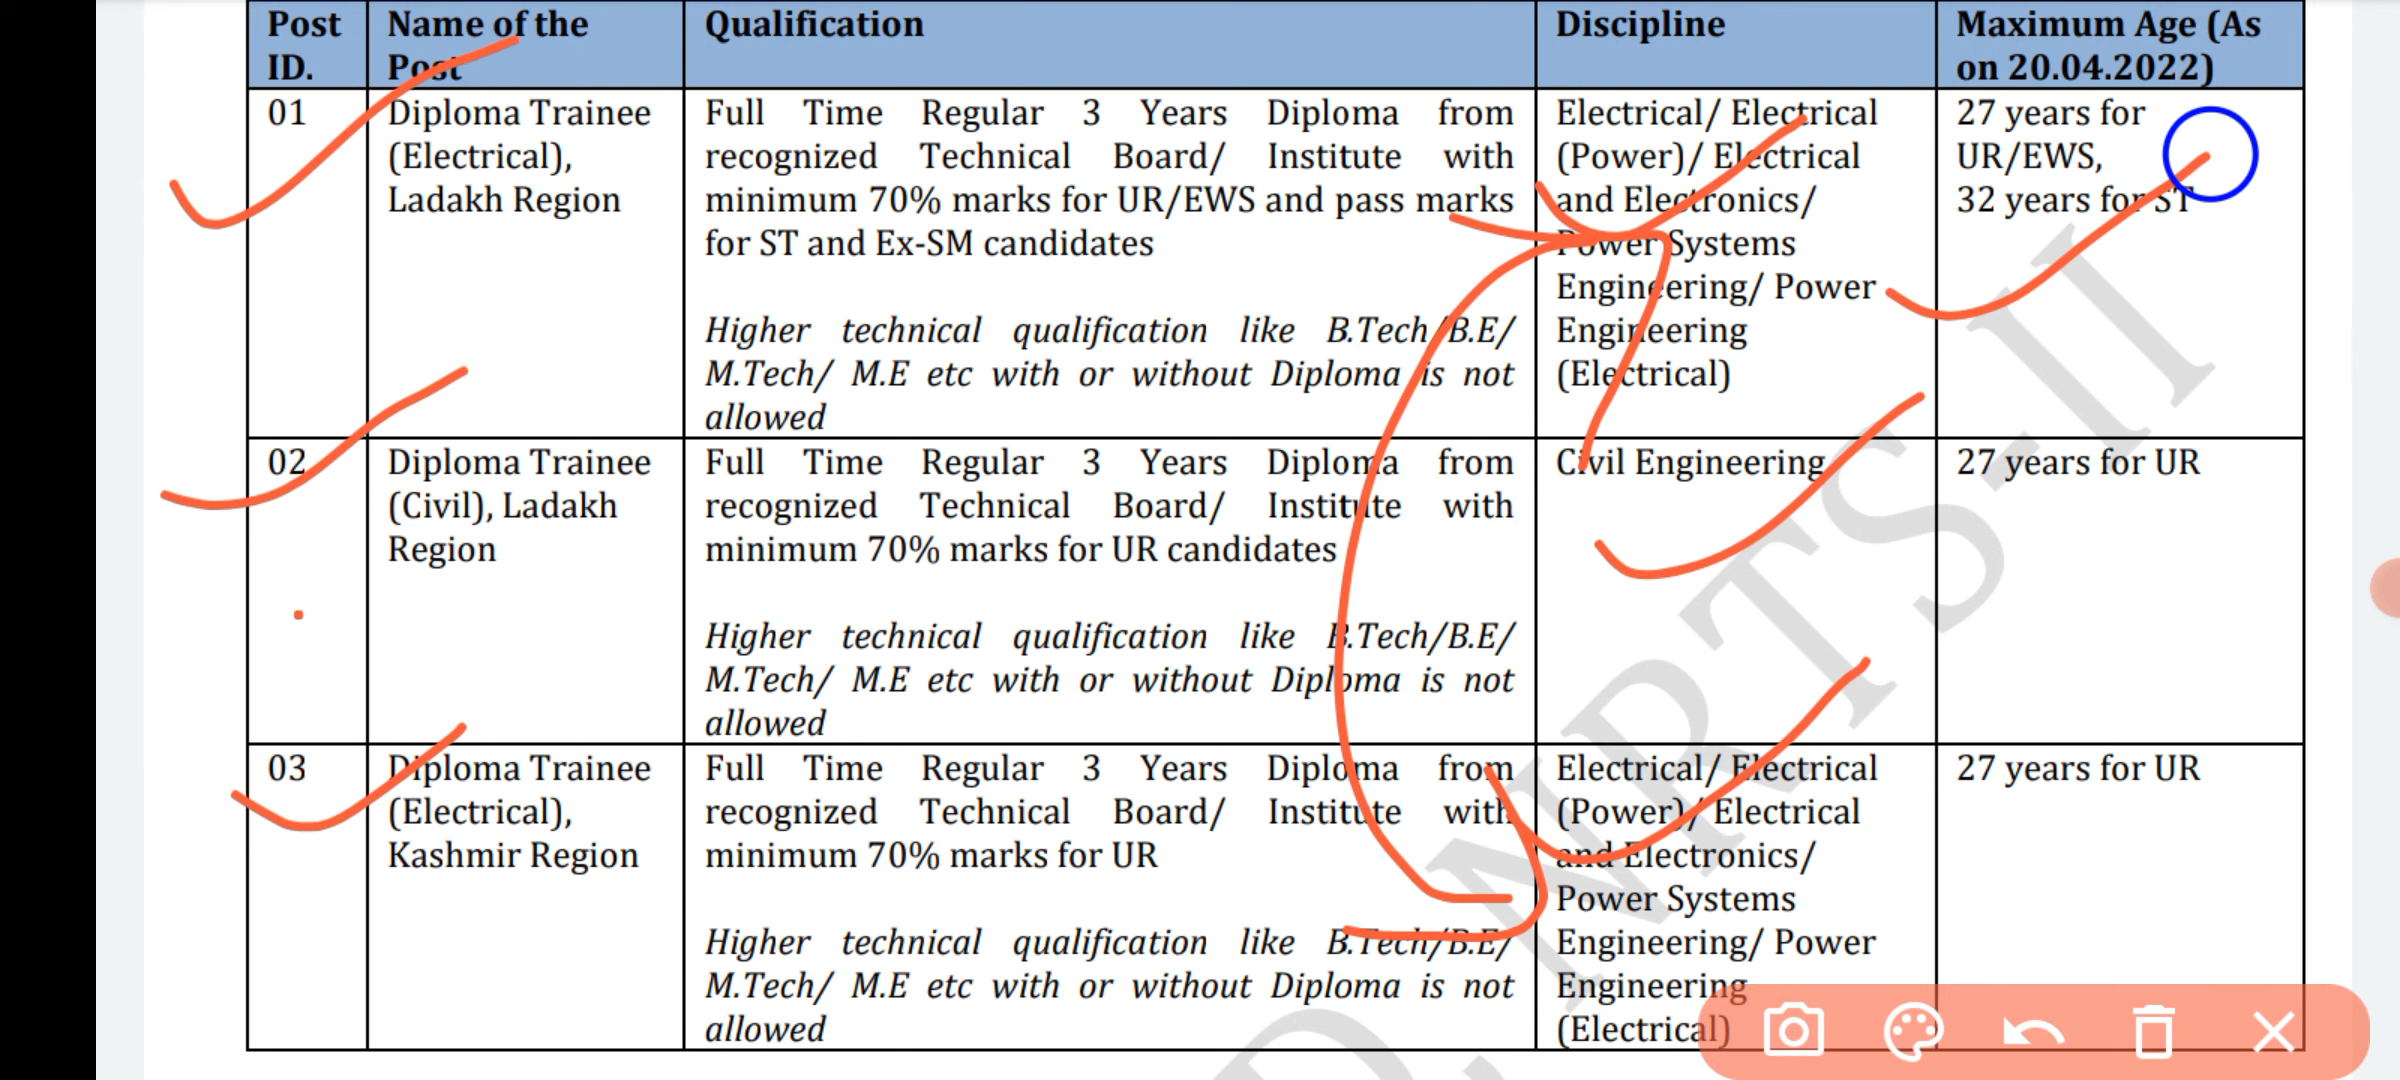 Post ID.
Name of the Post
Qualification
Discipline
Maximum Age (As on 20.04.2022)
01
Diploma Trainee
(Electrical),
Ladakh Region
Full Time Regular 3 Years Diploma from
recognized Technical Board/ Institute with
minimum 70% marks for UR/EWS and pass marks
for ST and Ex-SM candidates
Higher technical qualification like B.Tech/B.E/
M.Tech/ M.E etc with or without Diploma is not
allowed
Electrical/ Electrical
(Power)/ Electrical
and Electronics/
Power Systems
Engineering/ Power
Engineering
(Electrical)
27 years for
UR/EWS,
32 years for ST
02
Diploma Trainee
(Civil), Ladakh
Region
Full Time Regular 3 Years Diploma from
recognized Technical Board/ Institute with
minimum 70% marks for UR candidates
Higher technical qualification like B.Tech/B.E/
M.Tech/ M.E etc with or without Diploma is not
allowed
Civil Engineering
27 years for UR
03
Diploma Trainee
(Electrical),
Kashmir Region
Full Time Regular 3 Years Diploma from
recognized Technical Board/ Institute with
minimum 70% marks for UR
Higher technical qualification like B.Tech/B.E/
M.Tech/ M.E etc with or without Diploma is not
allowed
Electrical/ Electrical
(Power)/ Electrical
and Electronics/
Power Systems
Engineering/ Power
Engineering
(Electrical)
27 years for UR
NRTS-II